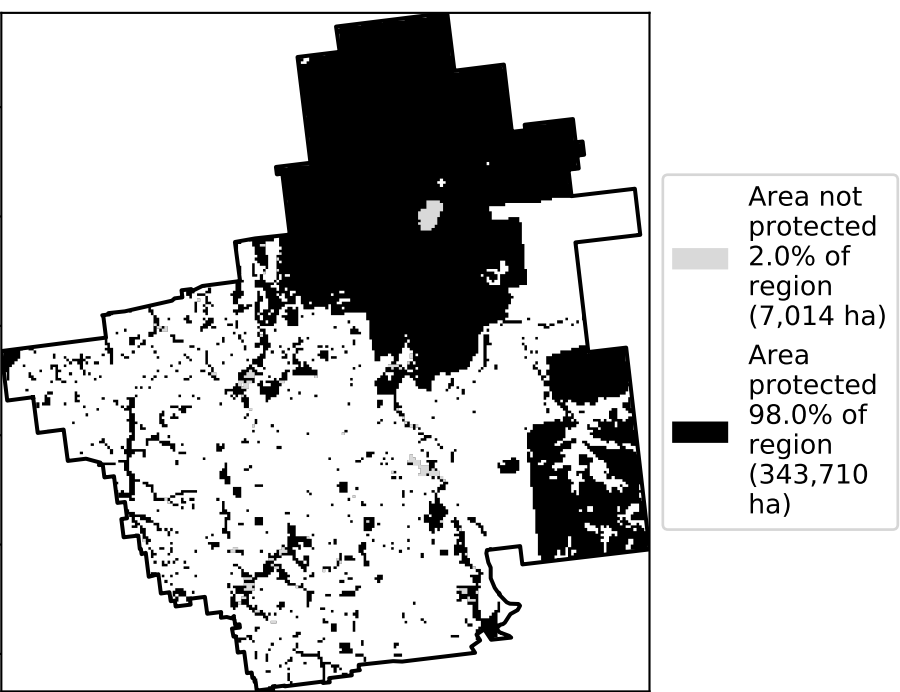 Area not
protected
2.0% of
region
(7,014 ha)
Area
protected
98.0% of
region
(343,710
ha)